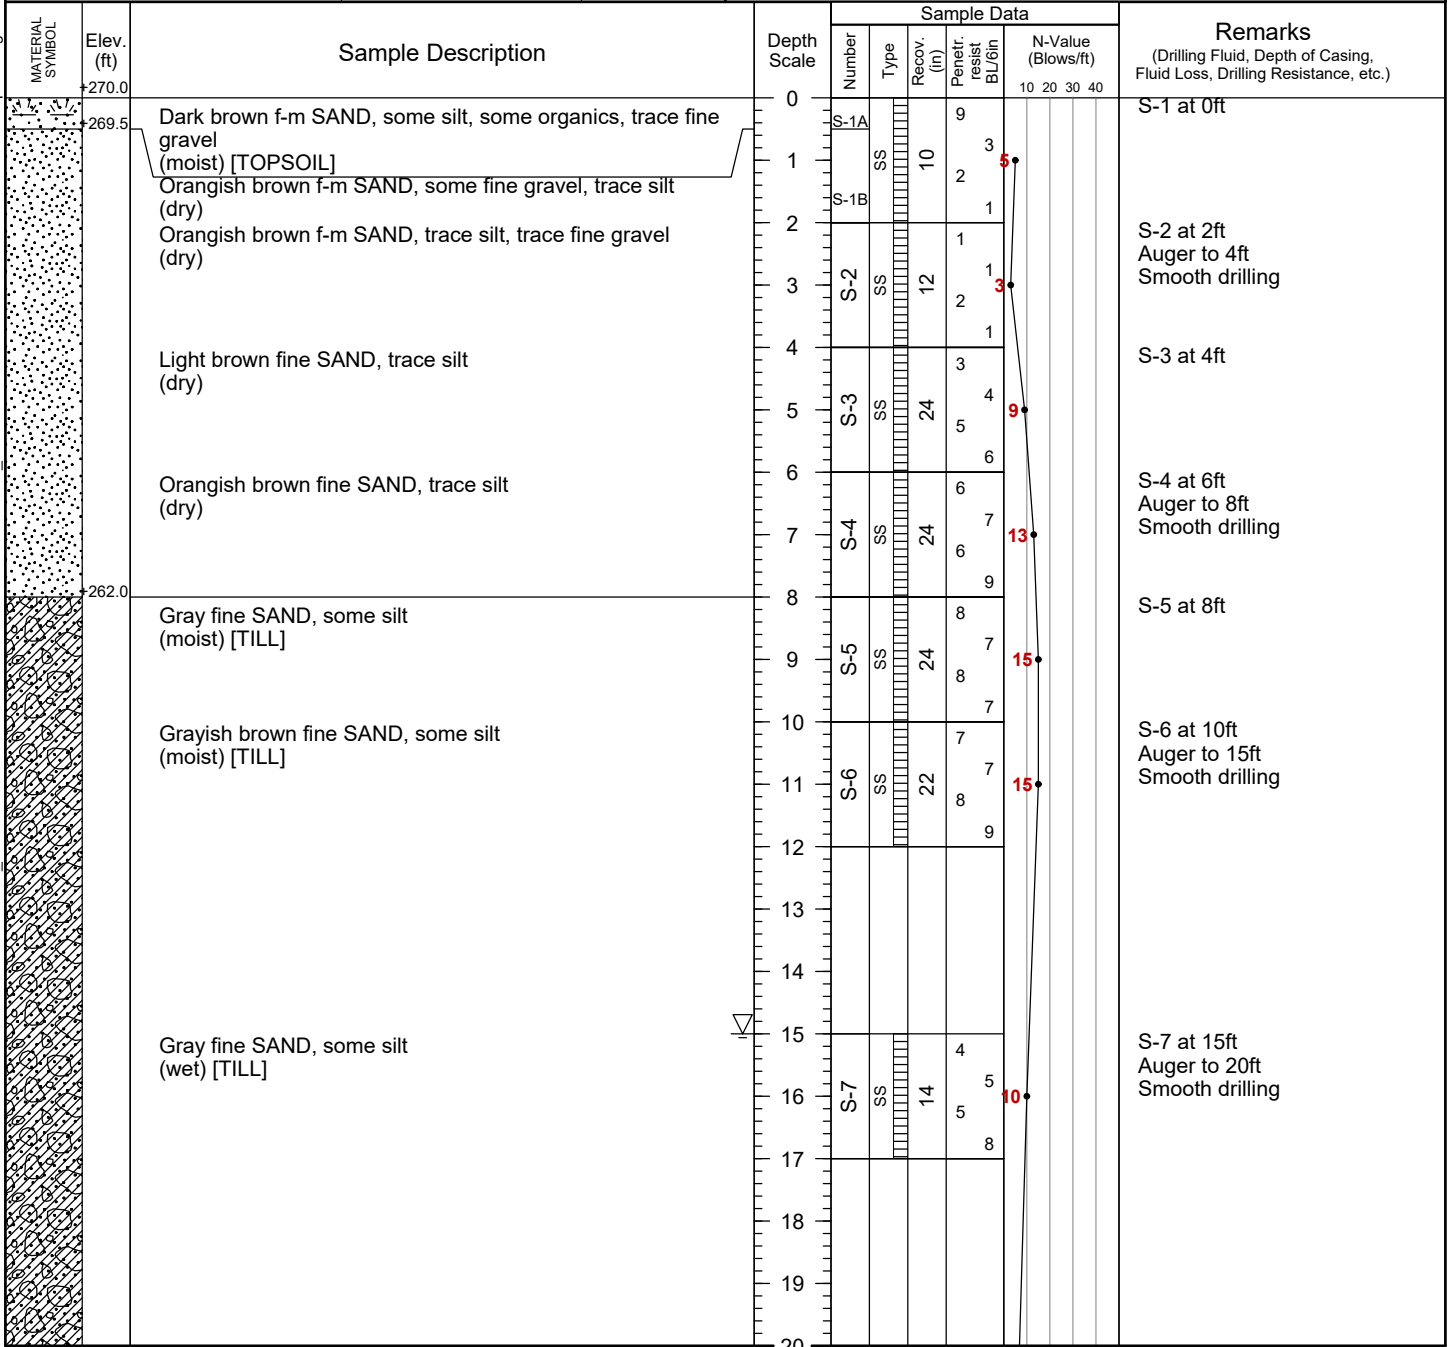 MATERIAL SYMBOL
Elev. (ft)
Sample Description
Depth Scale
Sample Data
Number
Type
Recov. (in)
Penetr. resist BL/6in
N-Value (Blows/ft)
10 20 30 40
Remarks
(Drilling Fluid, Depth of Casing,
Fluid Loss, Drilling Resistance, etc.)
+270.0
+269.5
Dark brown f-m SAND, some silt, some organics, trace fine
gravel
(moist) [TOPSOIL]
Orangish brown f-m SAND, some fine gravel, trace silt
(dry)
0
1
S-1A
S-1B
SS
10
9
3
2
1
5
S-1 at 0ft
Orangish brown f-m SAND, trace silt, trace fine gravel
(dry)
2
3
S-2
SS
12
1
1
2
1
3
S-2 at 2ft
Auger to 4ft
Smooth drilling
Light brown fine SAND, trace silt
(dry)
4
5
S-3
SS
24
3
4
5
6
9
S-3 at 4ft
Orangish brown fine SAND, trace silt
(dry)
6
7
S-4
SS
24
6
7
6
9
13
S-4 at 6ft
Auger to 8ft
Smooth drilling
+262.0
Gray fine SAND, some silt
(moist) [TILL]
8
9
S-5
SS
24
8
7
8
7
15
S-5 at 8ft
Grayish brown fine SAND, some silt
(moist) [TILL]
10
11
S-6
SS
22
7
7
8
9
15
S-6 at 10ft
Auger to 15ft
Smooth drilling
12
13
14
Gray fine SAND, some silt
(wet) [TILL]
15
16
S-7
SS
14
4
5
5
8
10
S-7 at 15ft
Auger to 20ft
Smooth drilling
17
18
19
20